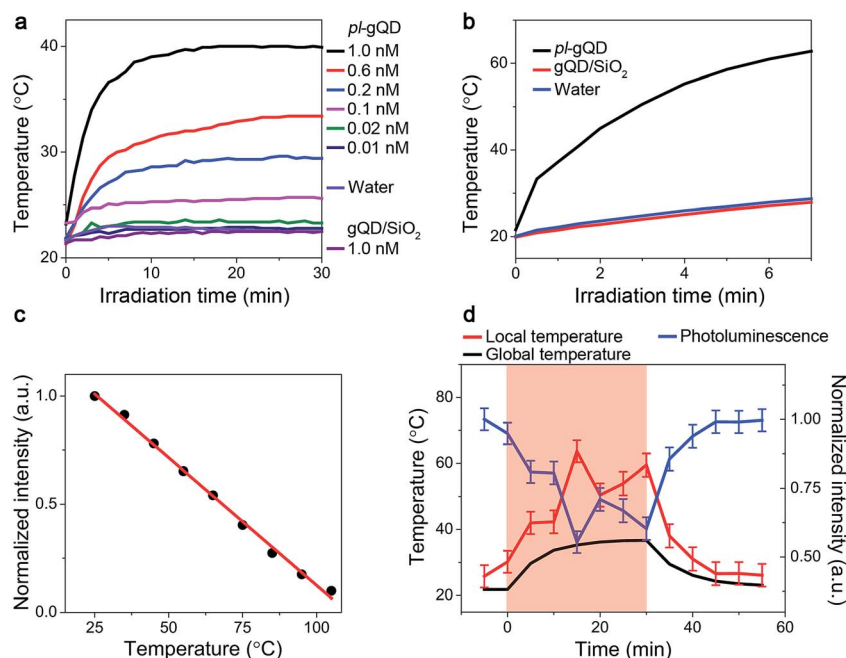 a
pl-gQD
1.0 nM
0.6 nM
0.2 nM
0.1 nM
0.02 nM
0.01 nM
Water
gQD/SiO₂
1.0 nM
40
30
20
Temperature (°C)
0 10 20 30
Irradiation time (min)
b
pl-gQD
gQD/SiO₂
Water
60
40
20
Temperature (°C)
0 2 4 6
Irradiation time (min)
c
1.0
0.5
0.0
Normalized intensity (a.u.)
25 50 75 100
Temperature (°C)
d
Local temperature
Photoluminescence
Global temperature
80
60
40
20
Temperature (°C)
1.00
0.75
0.50
Normalized intensity (a.u.)
0 20 40 60
Time (min)